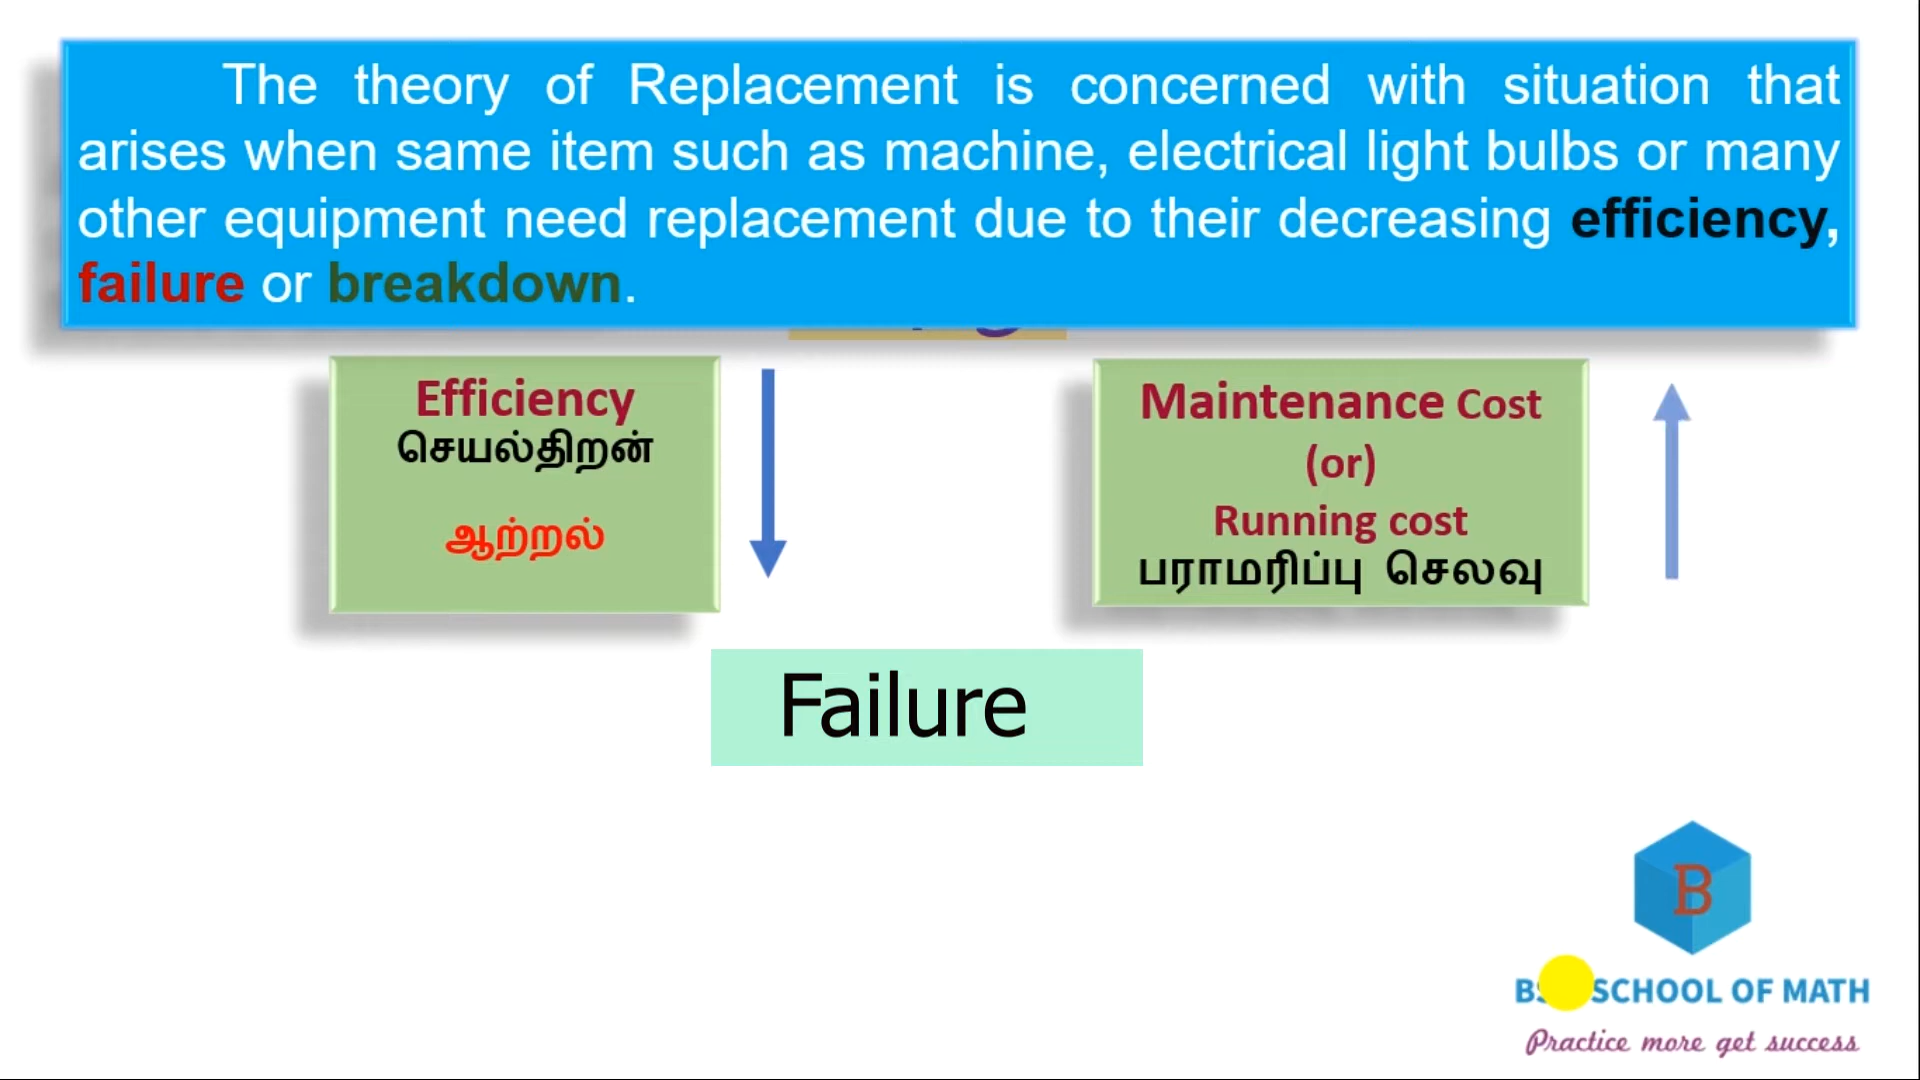 The theory of Replacement is concerned with situation that
arises when same item such as machine, electrical light bulbs or many
other equipment need replacement due to their decreasing efficiency,
failure or breakdown.
Efficiency
செயல்திறன்
ஆற்றல்
Maintenance Cost
(or)
Running cost
பராமரிப்பு செலவு
Failure
B
SCHOOL OF MATH
Practice more get success